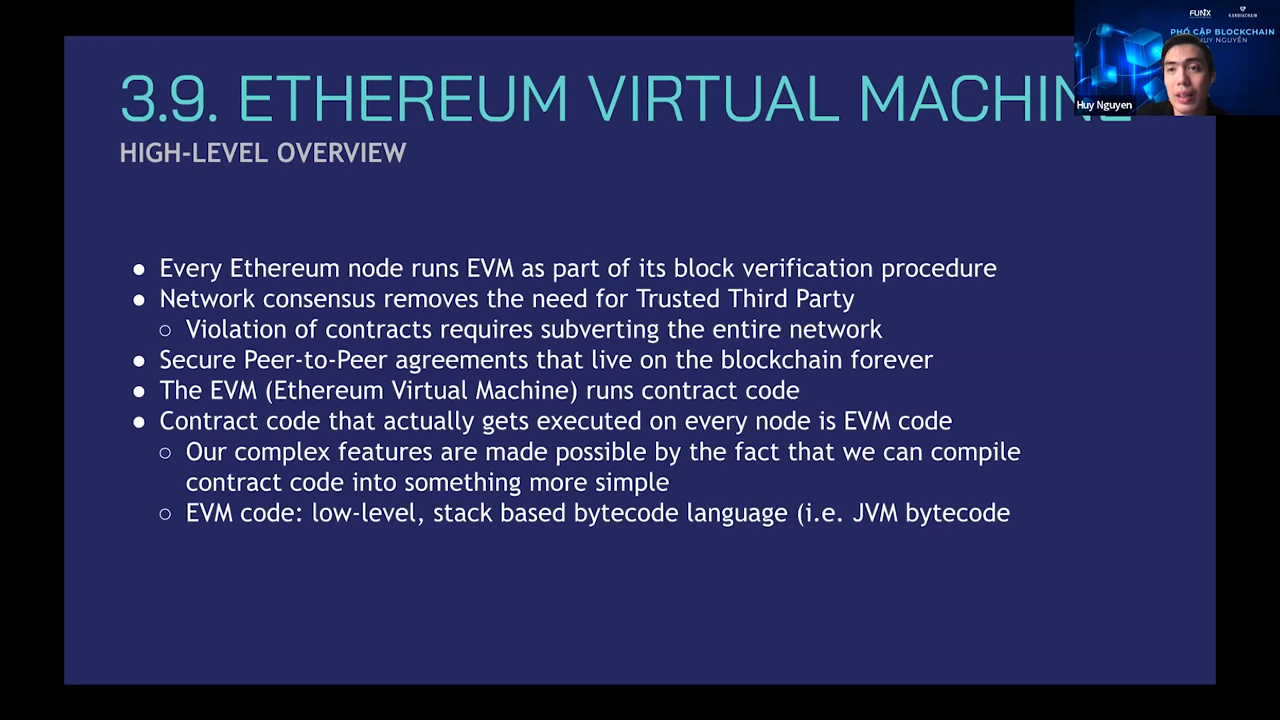 FUNiX
KARDIACHAIN
PHỔ CẬP BLOCKCHAIN
HUY NGUYỄN
Huy Nguyen
3.9. ETHEREUM VIRTUAL MACHINE
HIGH-LEVEL OVERVIEW
● Every Ethereum node runs EVM as part of its block verification procedure
● Network consensus removes the need for Trusted Third Party
○ Violation of contracts requires subverting the entire network
● Secure Peer-to-Peer agreements that live on the blockchain forever
● The EVM (Ethereum Virtual Machine) runs contract code
● Contract code that actually gets executed on every node is EVM code
○ Our complex features are made possible by the fact that we can compile
contract code into something more simple
○ EVM code: low-level, stack based bytecode language (i.e. JVM bytecode